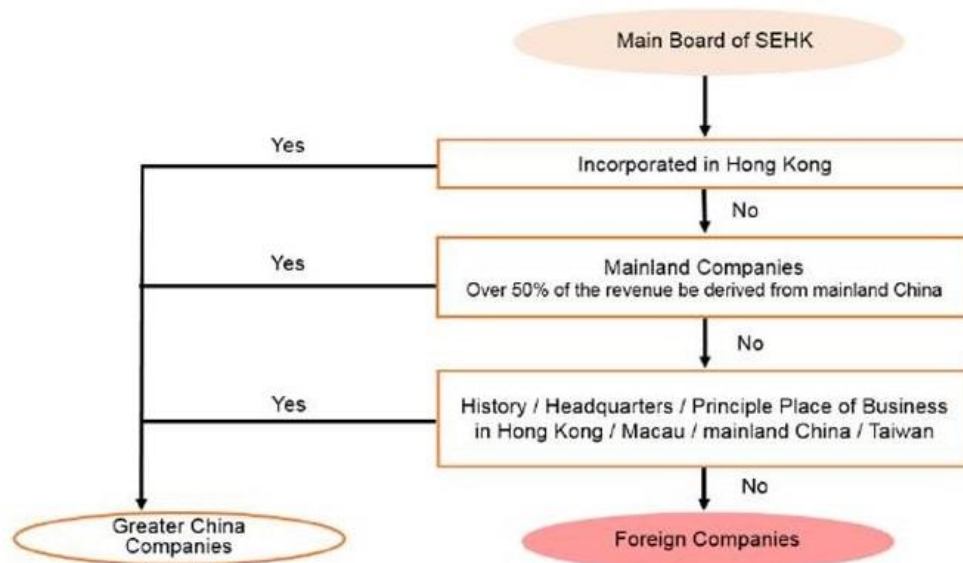 Main Board of SEHK
Yes
Incorporated in Hong Kong
No
Yes
Mainland Companies
Over 50% of the revenue be derived from mainland China
No
Yes
History / Headquarters / Principle Place of Business
in Hong Kong / Macau / mainland China / Taiwan
No
Greater China
Companies
Foreign Companies